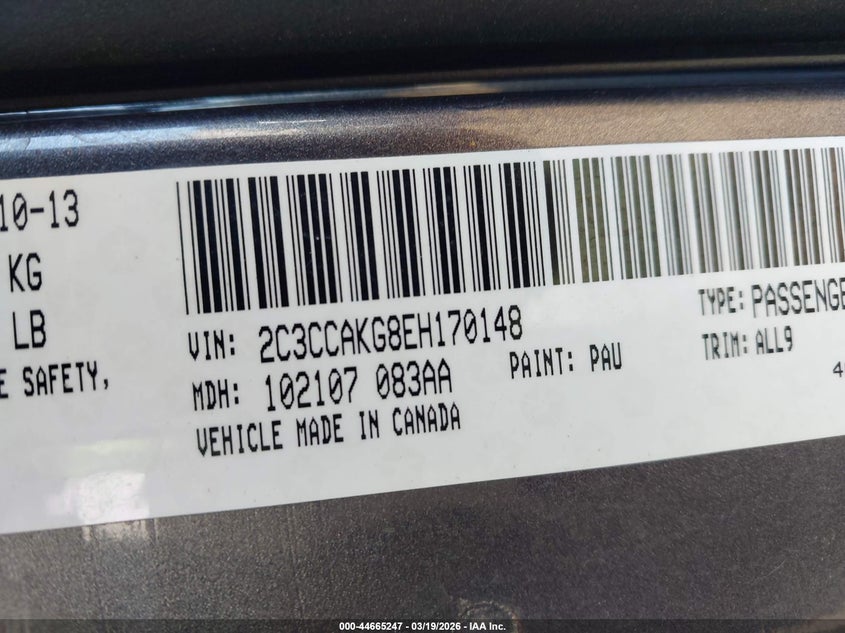 10-13
KG
LB
E SAFETY,
VIN: 2C3CCAKG8EH170148
TYPE: PASSENGE
MDH: 102107 083AA
PAINT: PAU
TRIM: ALL9
VEHICLE MADE IN CANADA
000-44665247 - 03/19/2026 - IAA Inc.